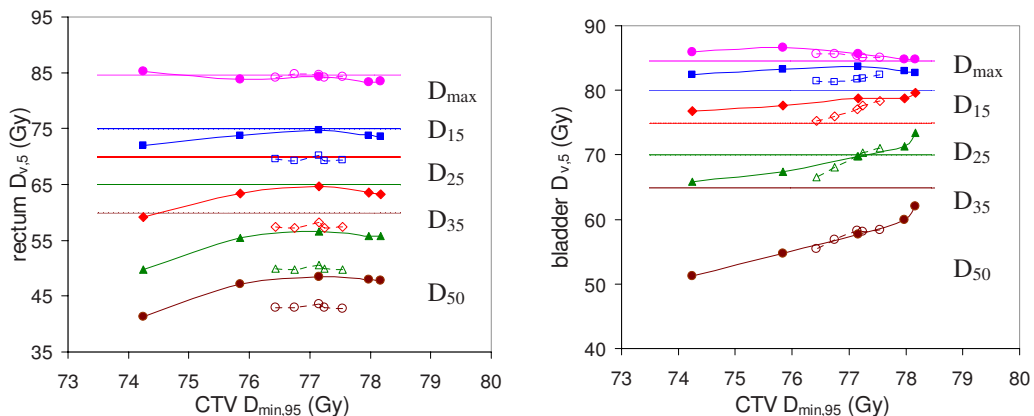 rectum D_v,5 (Gy)
95
85
75
65
55
45
35
73 74 75 76 77 78 79 80
CTV D_min,95 (Gy)
D_max
D_15
D_25
D_35
D_50
bladder D_v,5 (Gy)
90
80
70
60
50
40
73 74 75 76 77 78 79 80
CTV D_min,95 (Gy)
D_max
D_15
D_25
D_35
D_50